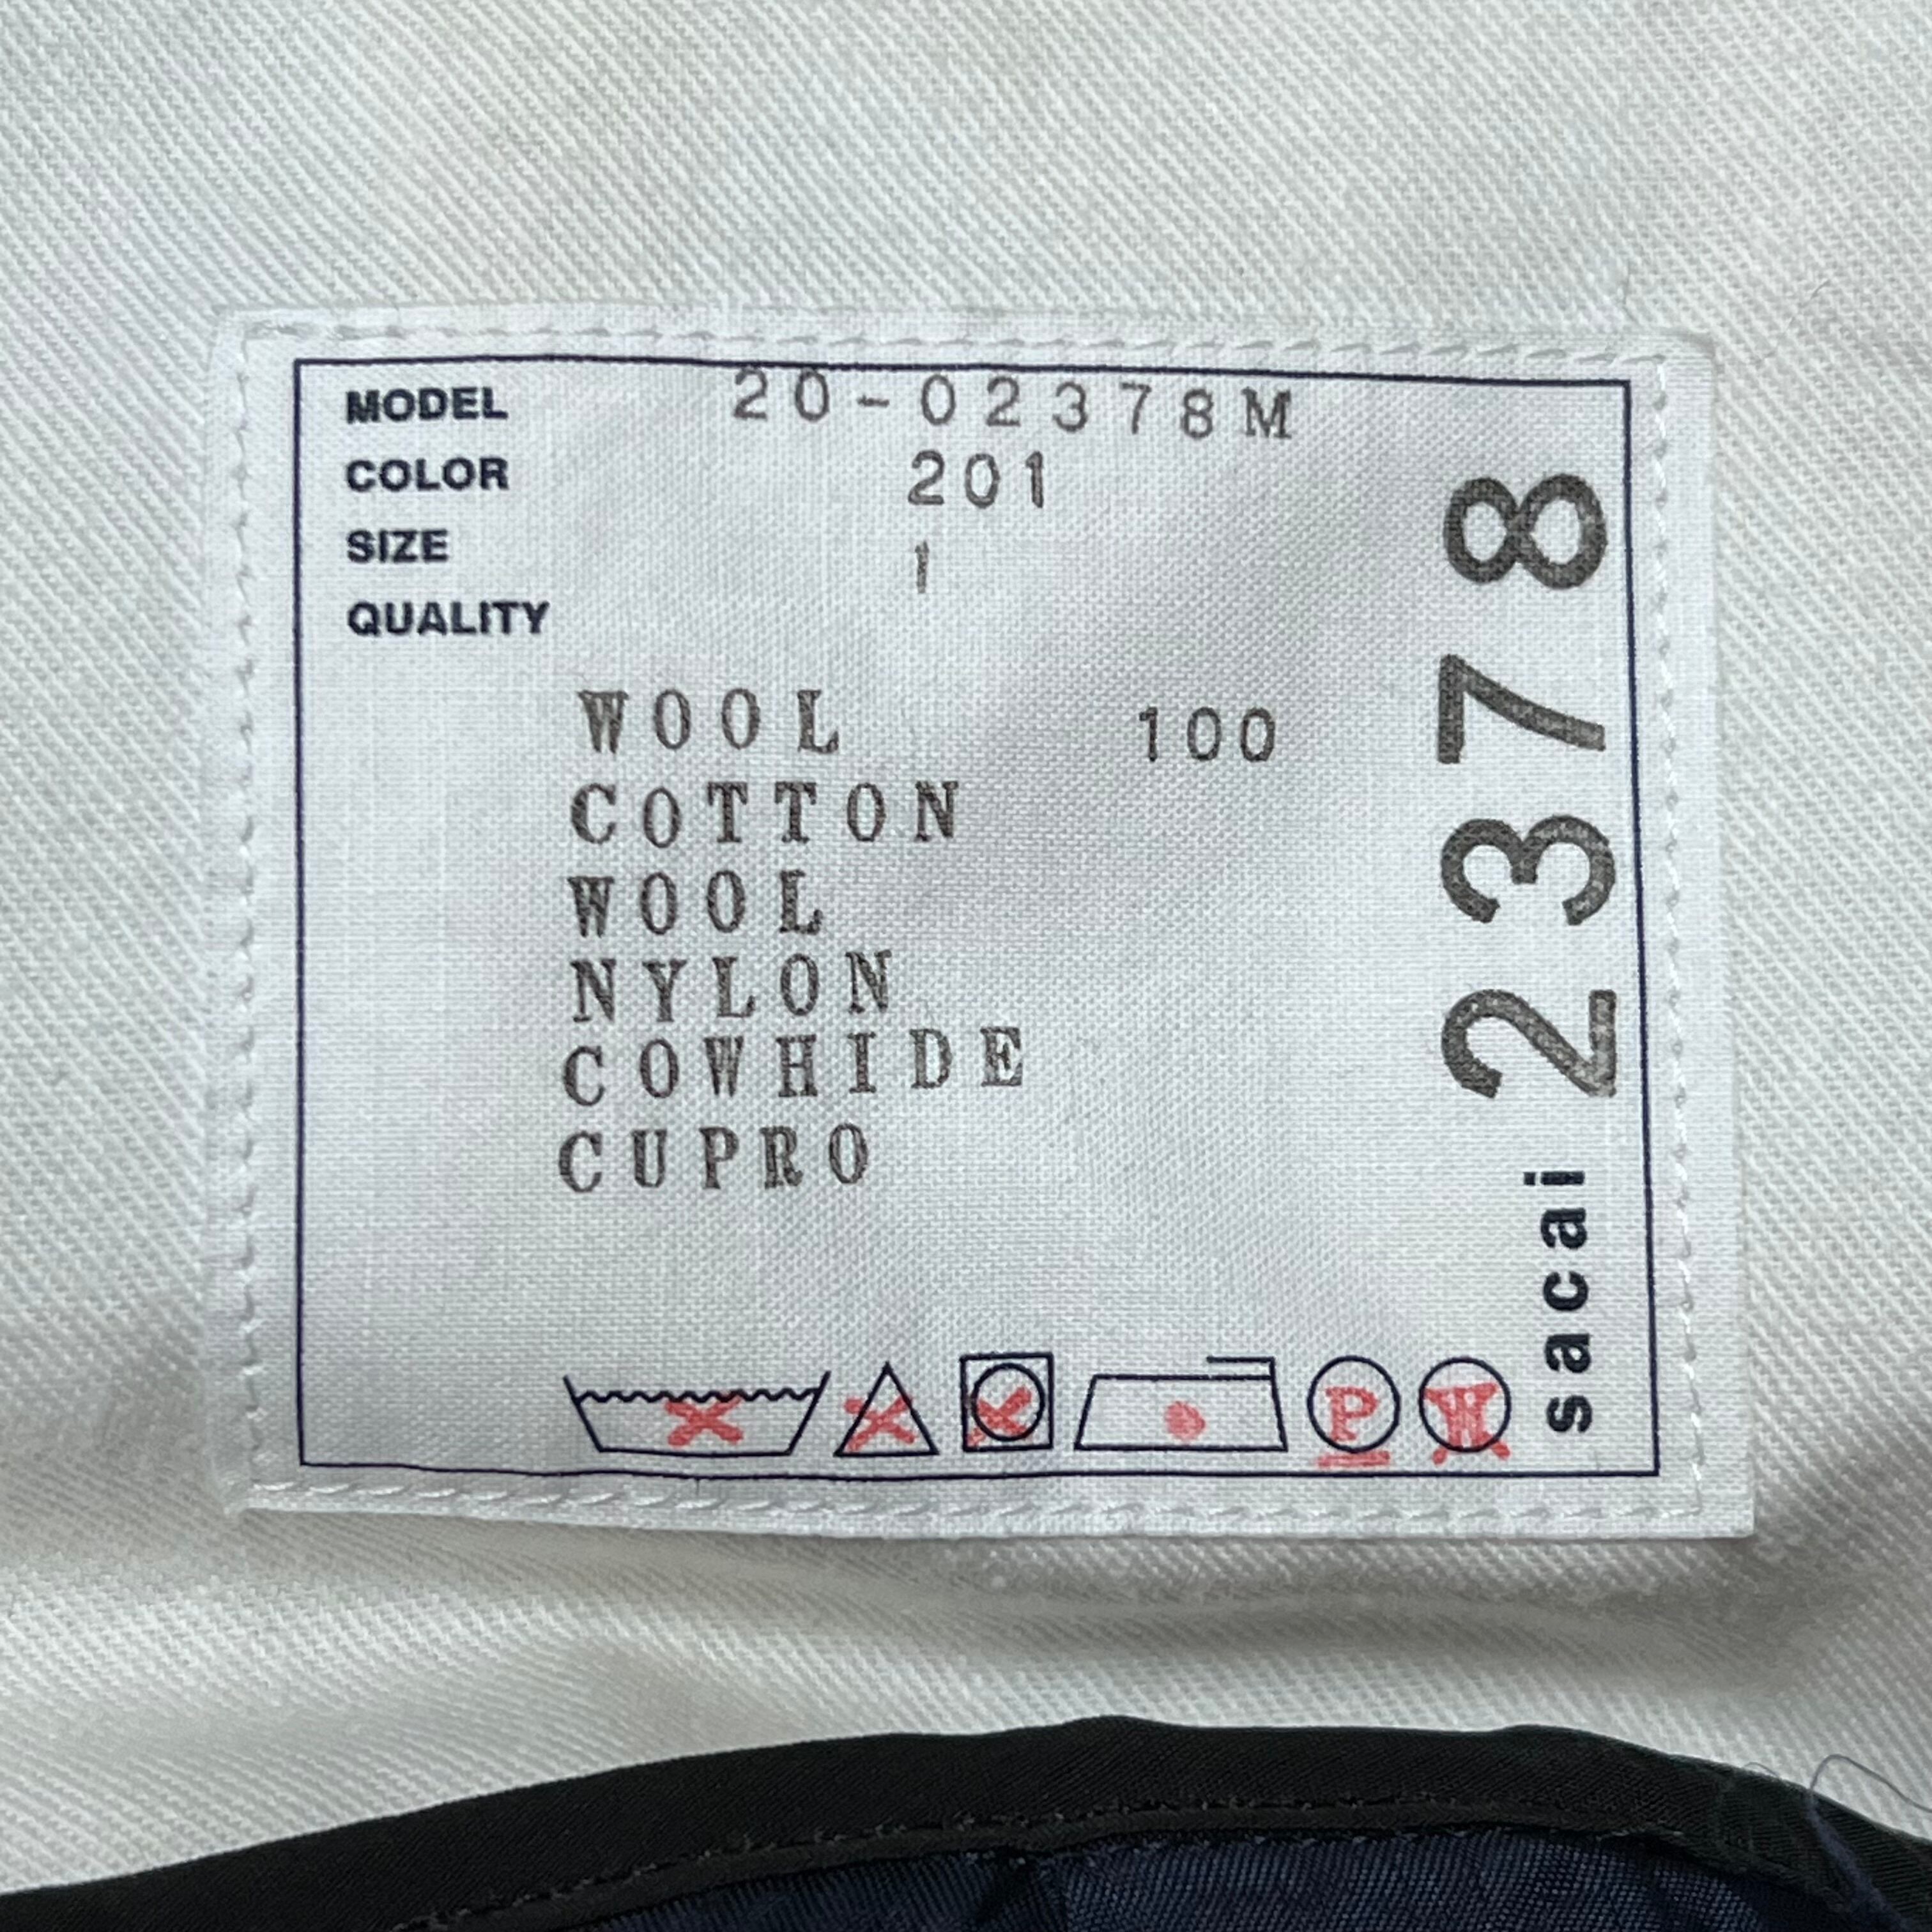 MODEL 20-02378M
COLOR 201
SIZE 1
QUALITY
WOOL 100
COTTON
WOOL
NYLON
COWHIDE
CUPRO
P W
sacai 2378